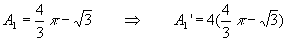 A₁ = 4/3 π − √3 ⇒ A₁' = 4(4/3 π − √3)